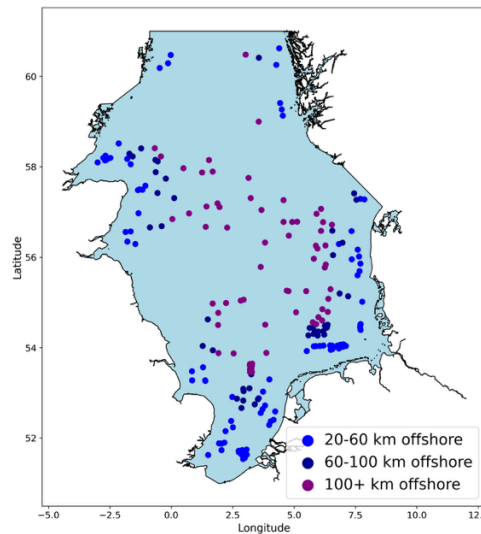 60
58
56
54
52
Latitude
−5.0
−2.5
0.0
2.5
5.0
7.5
10.0
12.
Longitude
20-60 km offshore
60-100 km offshore
100+ km offshore